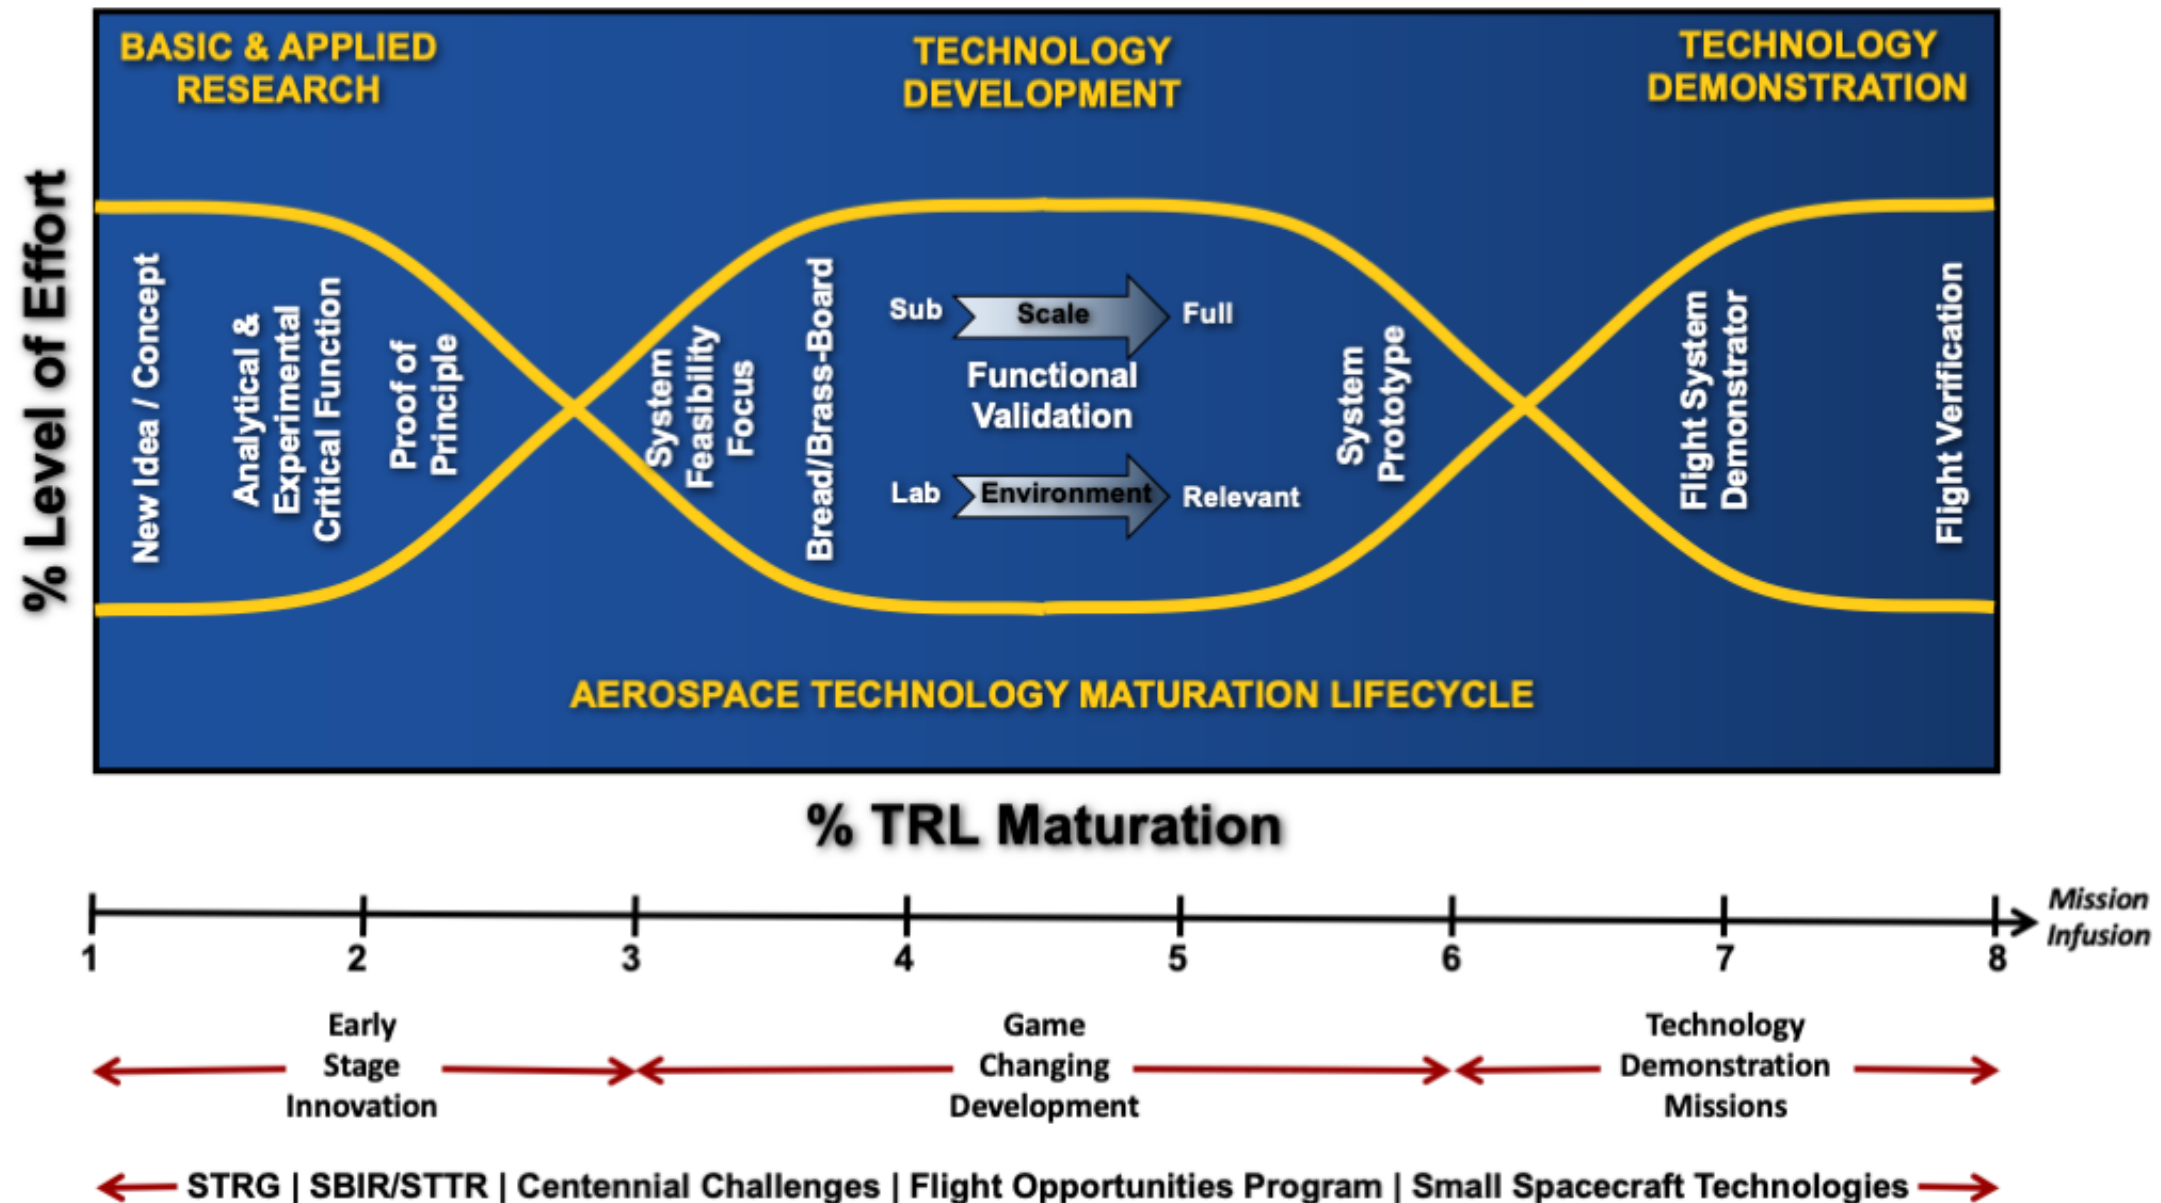 BASIC & APPLIED
RESEARCH
TECHNOLOGY
DEVELOPMENT
TECHNOLOGY
DEMONSTRATION
% Level of Effort
New Idea / Concept
Analytical &
Experimental
Critical Function
Proof of
Principle
System
Feasibility
Focus
Bread/Brass-Board
Sub
Scale
Full
Functional
Validation
Lab
Environment
Relevant
System
Prototype
Flight System
Demonstrator
Flight Verification
AEROSPACE TECHNOLOGY MATURATION LIFECYCLE
% TRL Maturation
1 2 3 4 5 6 7 8
Mission
Infusion
Early
Stage
Innovation
Game
Changing
Development
Technology
Demonstration
Missions
STRG | SBIR/STTR | Centennial Challenges | Flight Opportunities Program | Small Spacecraft Technologies